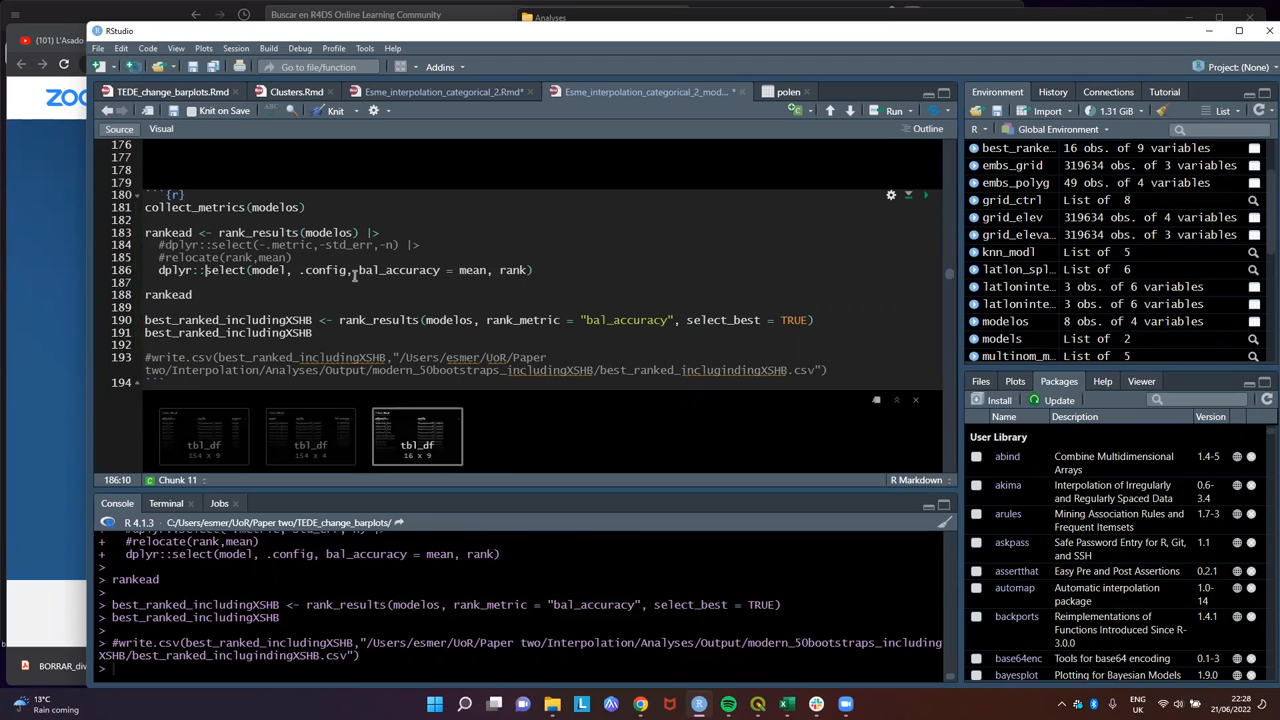 Buscar en R4DS Online Learning Community
Analyses
(101) L'Asado
RStudio
File Edit Code View Plots Session Build Debug Profile Tools Help
Go to file/function
Addins
Project: (None)
TEDE_change_barplots.Rmd
Clusters.Rmd
Esme_interpolation_categorical_2.Rmd*
Esme_interpolation_categorical_2_mod... *
polen
Knit on Save
ABC
Knit
Run
Source Visual
Outline
176
177
178
179
180 ```{r}
181 collect_metrics(modelos)
182
183 rankead <- rank_results(modelos) |>
184 #dplyr::select(-.metric,-std_err,-n) |>
185 #relocate(rank,mean)
186 dplyr::select(model, .config, bal_accuracy = mean, rank)
187
188 rankead
189
190 best_ranked_includingXSHB <- rank_results(modelos, rank_metric = "bal_accuracy", select_best = TRUE)
191 best_ranked_includingXSHB
192
193 #write.csv(best_ranked_includingXSHB,"/Users/esmer/UoR/Paper
two/Interpolation/Analyses/Output/modern_50bootstraps_includingXSHB/best_ranked_inclugindingXSHB.csv")
194 ```
tbl_df
154 x 9
tbl_df
154 x 4
tbl_df
16 x 9
186:10 Chunk 11
R Markdown
Console Terminal Jobs
R 4.1.3 · C:/Users/esmer/UoR/Paper two/TEDE_change_barplots/
+ #relocate(rank,mean)
+ dplyr::select(model, .config, bal_accuracy = mean, rank)
>
> rankead
>
> best_ranked_includingXSHB <- rank_results(modelos, rank_metric = "bal_accuracy", select_best = TRUE)
> best_ranked_includingXSHB
>
> #write.csv(best_ranked_includingXSHB,"/Users/esmer/UoR/Paper two/Interpolation/Analyses/Output/modern_50bootstraps_including
XSHB/best_ranked_inclugindingXSHB.csv")
>
Environment History Connections Tutorial
Import 1.31 GiB List
R Global Environment
best_ranke... 16 obs. of 9 variables
embs_grid 319634 obs. of 3 variables
embs_polyg 49 obs. of 4 variables
grid_ctrl List of 8
grid_elev 319634 obs. of 3 variables
grid_eleva... 319634 obs. of 3 variables
knn_modl List of 5
latlon_spl... List of 6
latloninte... 3 obs. of 6 variables
latloninte... 3 obs. of 6 variables
modelos 8 obs. of 4 variables
models List of 2
multinom_m... List of 5
Files Plots Packages Help Viewer
Install Update
Name Description Version
User Library
abind Combine Multidimensional Arrays 1.4-5
akima Interpolation of Irregularly and Regularly Spaced Data 0.6-3.4
arules Mining Association Rules and Frequent Itemsets 1.7-3
askpass Safe Password Entry for R, Git, and SSH 1.1
assertthat Easy Pre and Post Assertions 0.2.1
automap Automatic interpolation package 1.0-14
backports Reimplementations of Functions Introduced Since R-3.0.0 1.4.1
base64enc Tools for base64 encoding 0.1-3
bayesplot Plotting for Bayesian Models 1.9.0
BORRAR_div
13°C
Rain coming
ENG
UK
22:28
21/06/2022